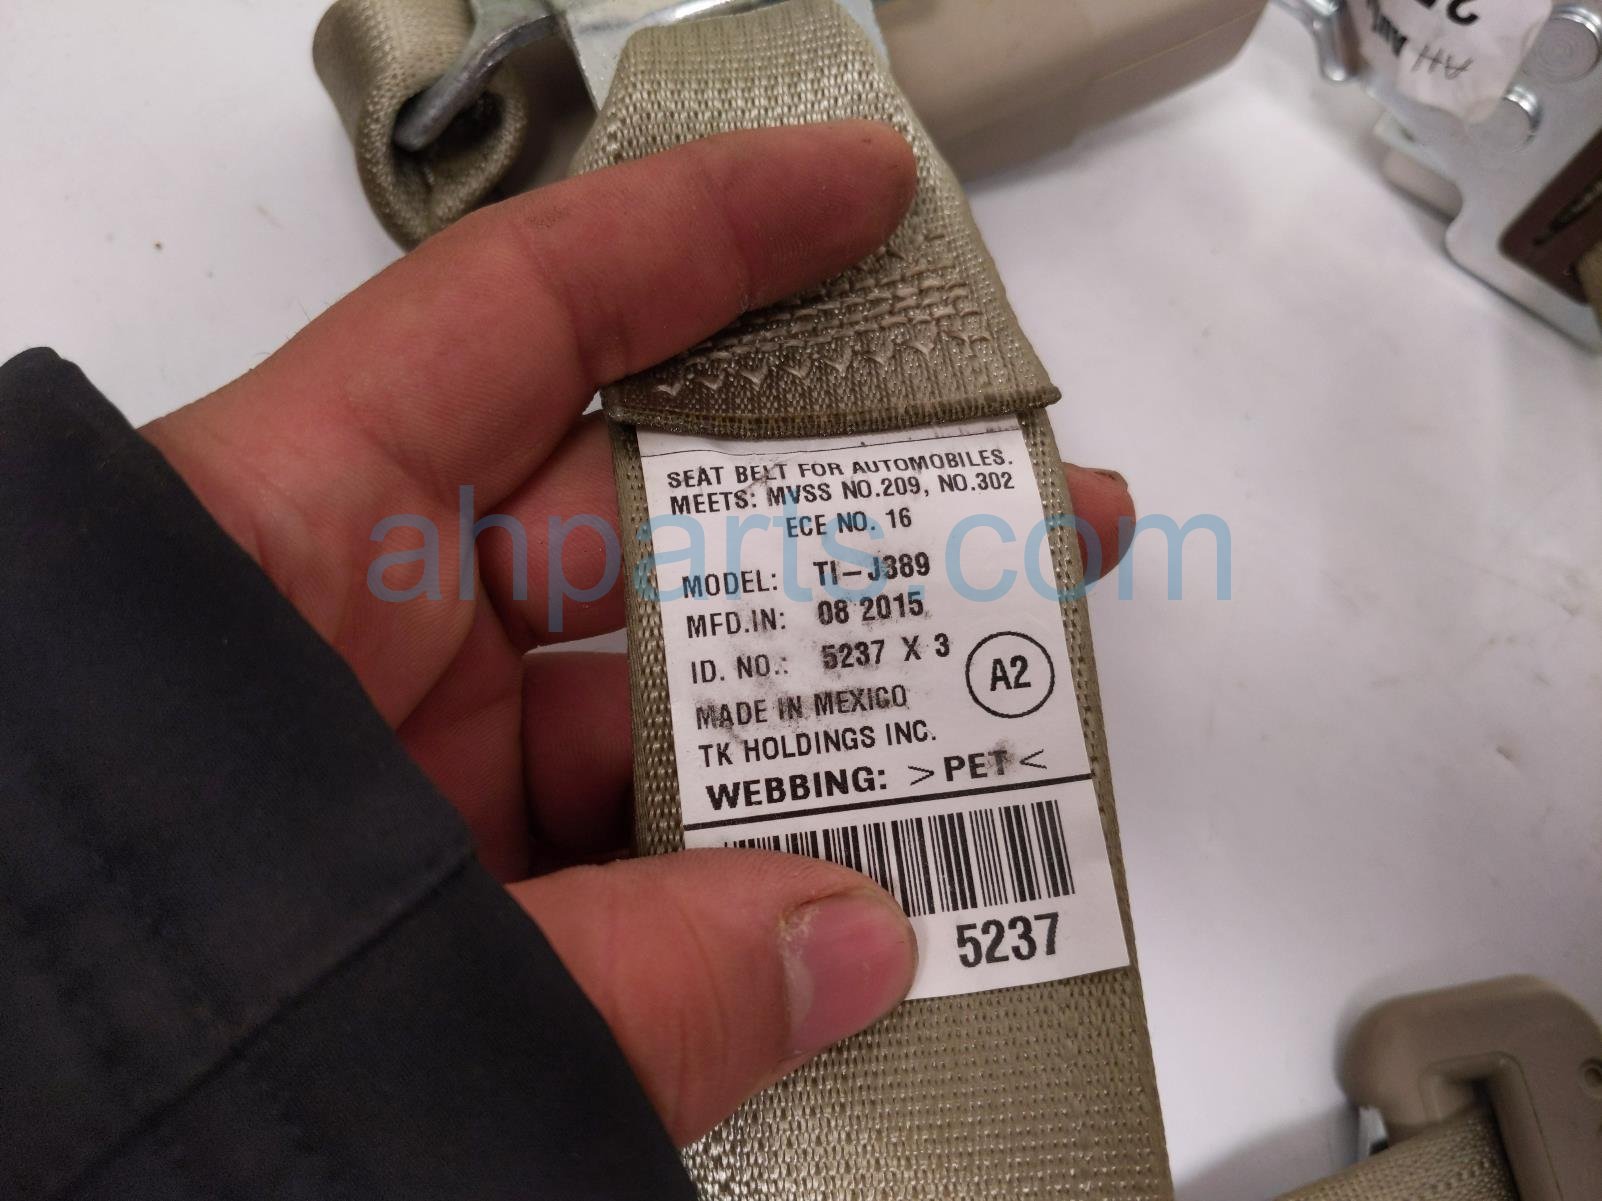 SEAT BELT FOR AUTOMOBILES.
MEETS: MVSS NO.209, NO.302
ECE NO. 16
MODEL: TI-J389
MFD.IN: 08 2015
ID. NO.: 5237 X 3
A2
MADE IN MEXICO
TK HOLDINGS INC.
WEBBING: >PET<
5237
ahparts.com
AH